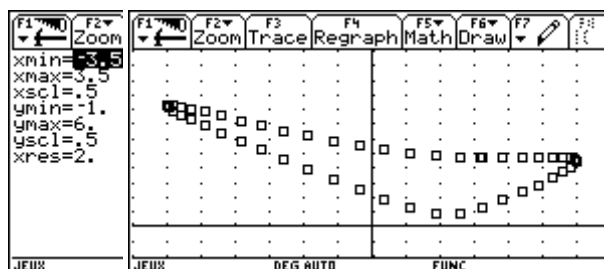 F1 F2
Zoom
xmin=-3.5
xmax=3.5
xscl=.5
ymin=-1.
ymax=6.
yscl=.5
xres=2.
JEUX
F1 F2 F3 F4 F5 F6 F7
Zoom Trace Regraph Math Draw
JEUX DEG AUTO FUNC